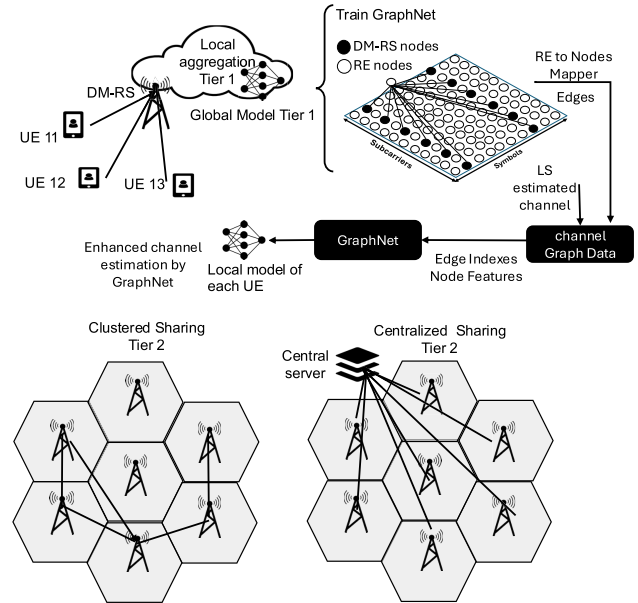 Train GraphNet
Local
aggregation
Tier 1
DM-RS
Global Model Tier 1
UE 11
UE 12
UE 13
DM-RS nodes
RE nodes
Subcarriers
Symbols
RE to Nodes
Mapper
Edges
LS
estimated
channel
channel
Graph Data
Edge Indexes
Node Features
GraphNet
Local model of
each UE
Enhanced channel
estimation by
GraphNet
Clustered Sharing
Tier 2
Centralized Sharing
Tier 2
Central
server